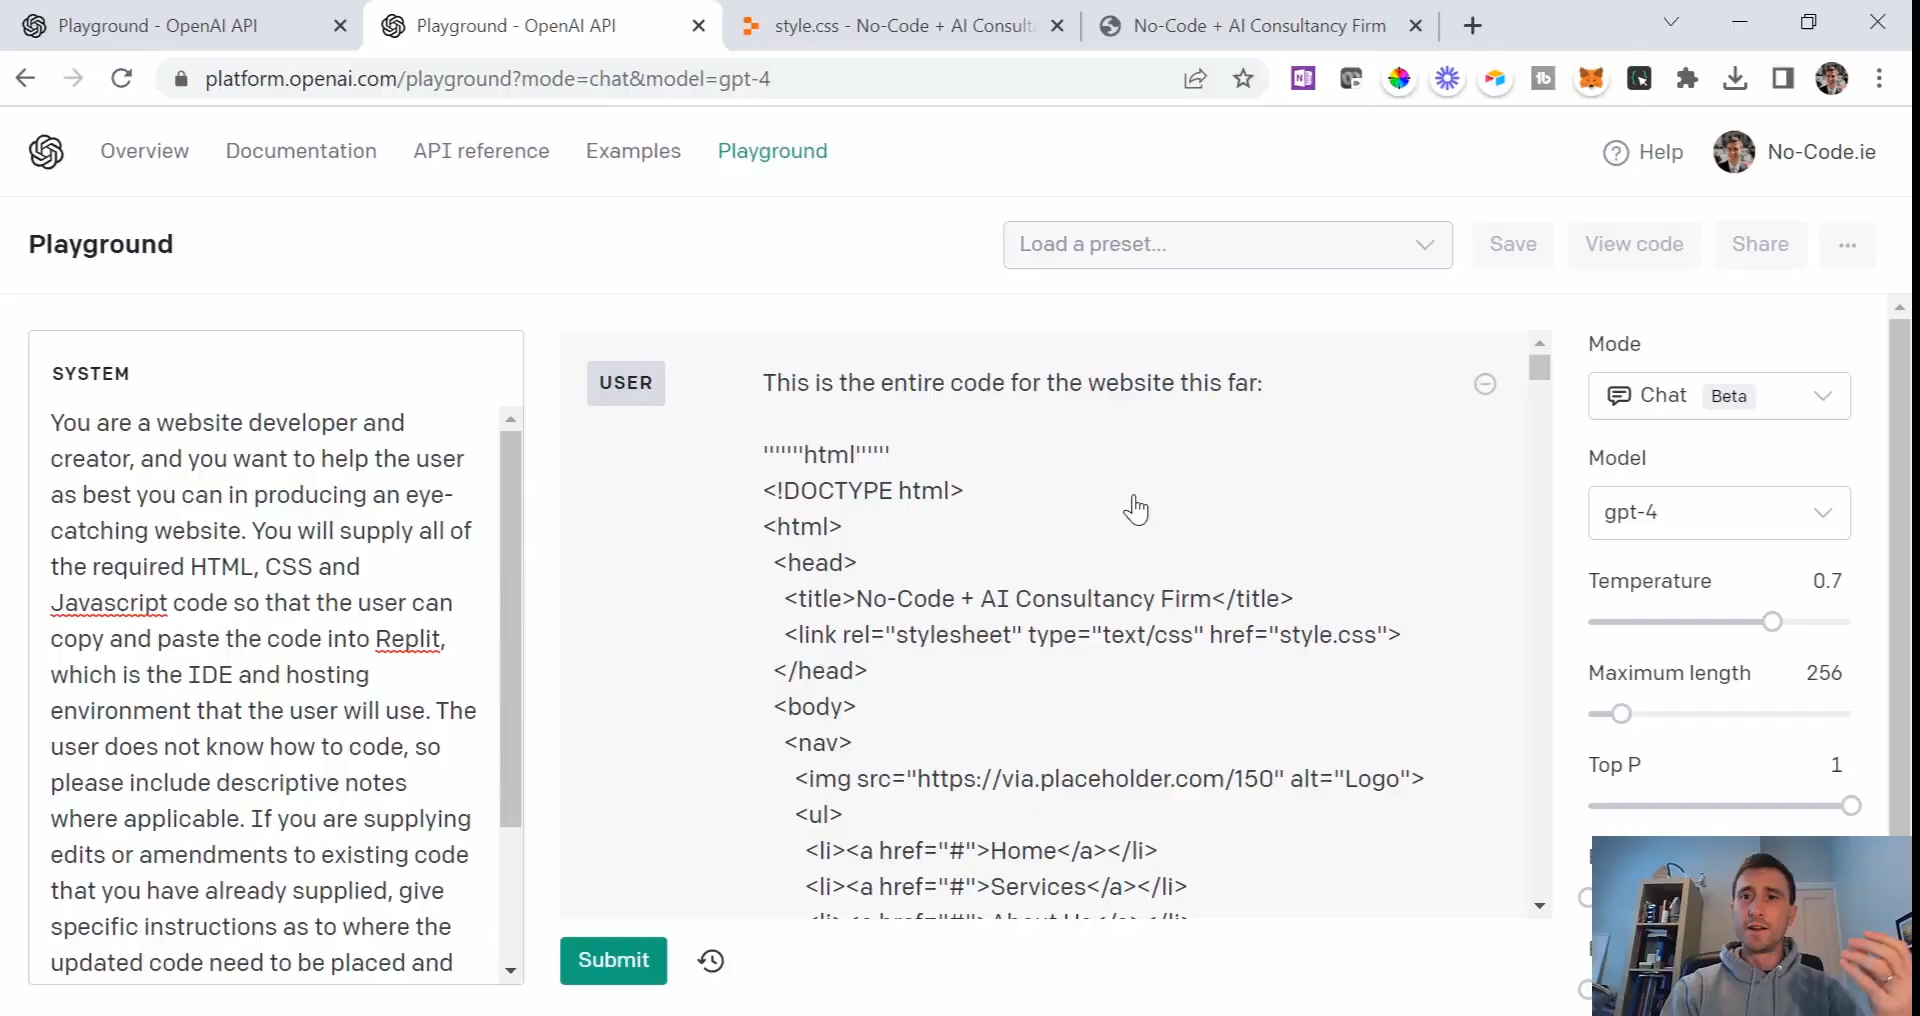 Playground - OpenAI API
Playground - OpenAI API
style.css - No-Code + AI Consult
No-Code + AI Consultancy Firm
platform.openai.com/playground?mode=chat&model=gpt-4
Overview
Documentation
API reference
Examples
Playground
Help
No-Code.ie
Playground
Load a preset...
Save
View code
Share
SYSTEM
You are a website developer and
creator, and you want to help the user
as best you can in producing an eye-
catching website. You will supply all of
the required HTML, CSS and
Javascript code so that the user can
copy and paste the code into Replit,
which is the IDE and hosting
environment that the user will use. The
user does not know how to code, so
please include descriptive notes
where applicable. If you are supplying
edits or amendments to existing code
that you have already supplied, give
specific instructions as to where the
updated code need to be placed and
USER
This is the entire code for the website this far:
""""html""""
<!DOCTYPE html>
<html>
<head>
<title>No-Code + AI Consultancy Firm</title>
<link rel="stylesheet" type="text/css" href="style.css">
</head>
<body>
<nav>
<img src="https://via.placeholder.com/150" alt="Logo">
<ul>
<li><a href="#">Home</a></li>
<li><a href="#">Services</a></li>
Submit
Mode
Chat Beta
Model
gpt-4
Temperature 0.7
Maximum length 256
Top P 1